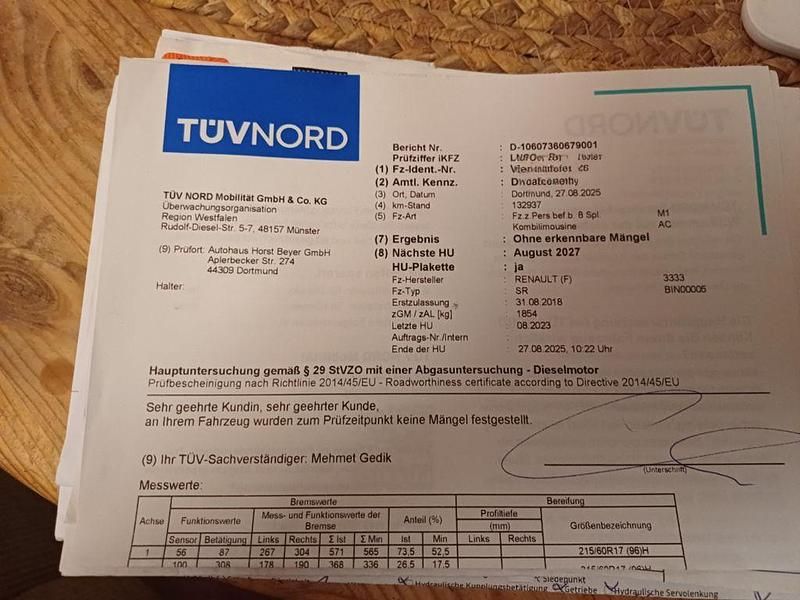 TÜVNORD
Bericht Nr. : D-10607360679001
Prüfziffer iKFZ :
(1) Fz-Ident.-Nr. :
(2) Amtl. Kennz. :
(3) Ort, Datum : Dortmund, 27.08.2025
(4) km-Stand : 132937
(5) Fz-Art : Fz.z.Pers.bef.b. 8 Spl. M1
Kombilimousine AC
(7) Ergebnis : Ohne erkennbare Mängel
(8) Nächste HU : August 2027
HU-Plakette : ja
Fz-Hersteller : RENAULT (F) 3333
Fz-Typ : SR BIN00005
Erstzulassung : 31.08.2018
zGM / zAL [kg] : 1854
Letzte HU : 08.2023
Auftrags-Nr./Intern :
Ende der HU : 27.08.2025, 10:22 Uhr
TÜV NORD Mobilität GmbH & Co. KG
Überwachungsorganisation
Region Westfalen
Rudolf-Diesel-Str. 5-7, 48157 Münster
(9) Prüfort: Autohaus Horst Beyer GmbH
Aplerbecker Str. 274
44309 Dortmund
Halter:
Hauptuntersuchung gemäß § 29 StVZO mit einer Abgasuntersuchung - Dieselmotor
Prüfbescheinigung nach Richtlinie 2014/45/EU - Roadworthiness certificate according to Directive 2014/45/EU
Sehr geehrte Kundin, sehr geehrter Kunde,
an Ihrem Fahrzeug wurden zum Prüfzeitpunkt keine Mängel festgestellt.
(9) Ihr TÜV-Sachverständiger: Mehmet Gedik
(Unterschrift)
Messwerte:
Bremswerte Bereifung
Achse Funktionswerte Mess- und Funktionswerte der Bremse Anteil (%) Profiltiefe (mm) Größenbezeichnung
Sensor Betätigung Links Rechts Σ Ist Σ Min Ist Min Links Rechts
1 56 87 267 304 571 565 73,5 52,5 215/60R17 (96)H
100 308 178 190 368 336 26,5 17,5 215/60R17 (96)H
Siedepunkt
Hydraulische Kupplungsbetätigung Getriebe Hydraulische Servolenkung